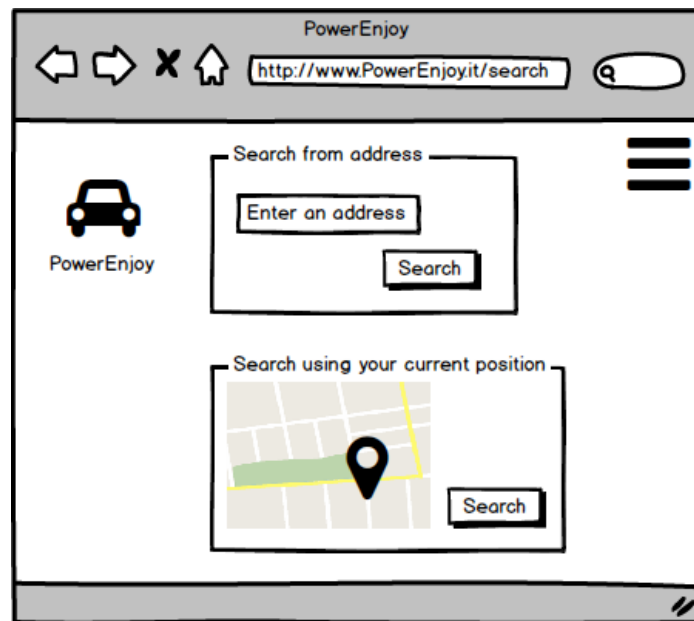 PowerEnjoy
http://www.PowerEnjoy.it/search
Search from address
Enter an address
Search
PowerEnjoy
Search using your current position
Search